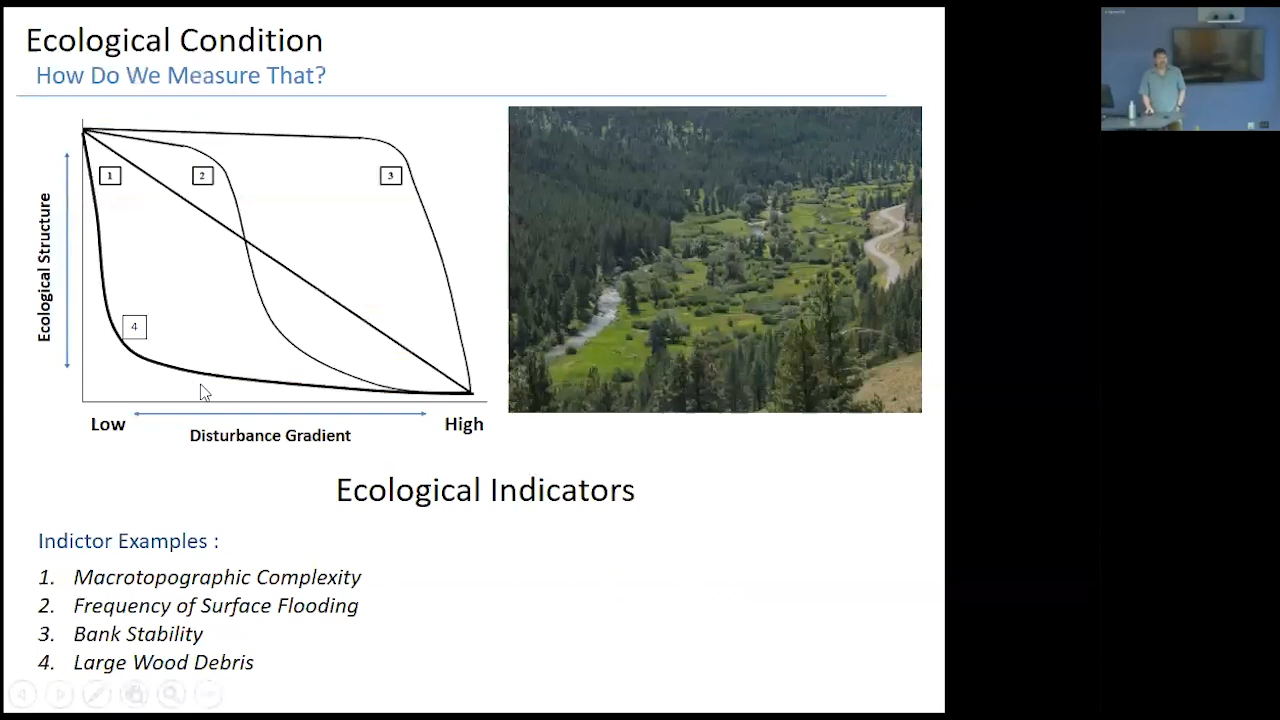 Ecological Condition
How Do We Measure That?
1
2
3
4
Ecological Structure
Low
High
Disturbance Gradient
Ecological Indicators
Indictor Examples :
1. Macrotopographic Complexity
2. Frequency of Surface Flooding
3. Bank Stability
4. Large Wood Debris